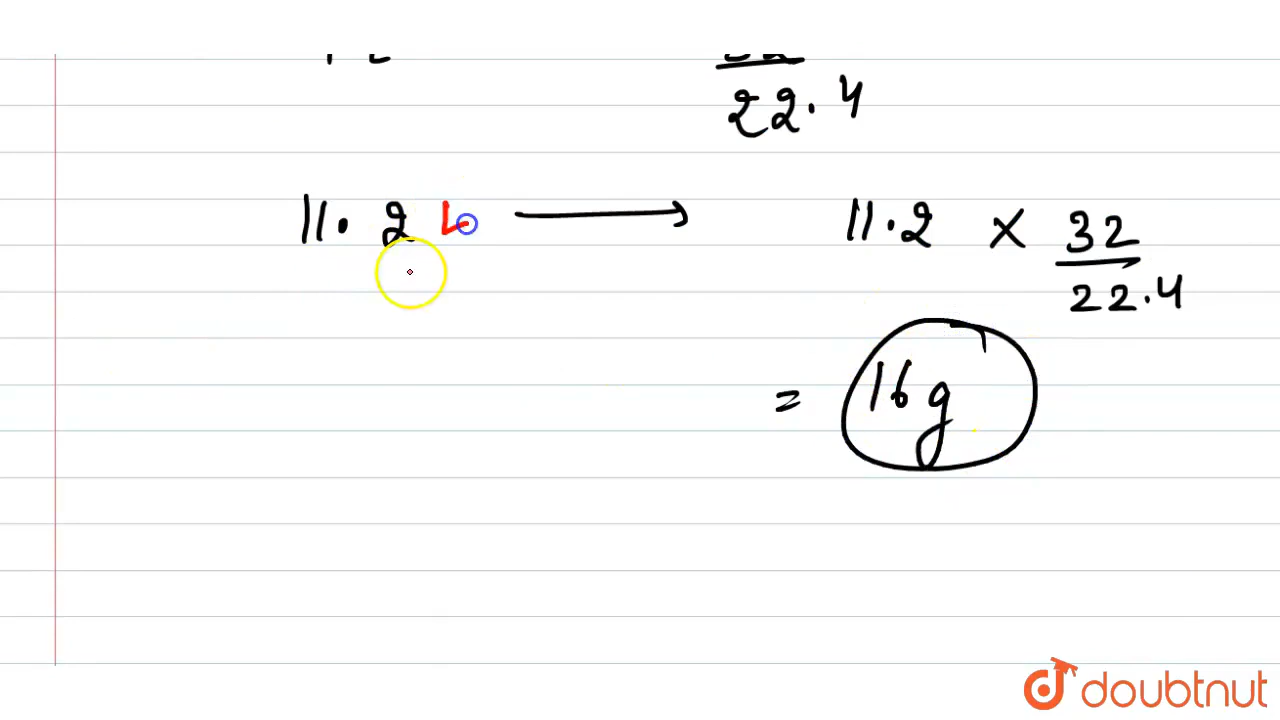 22.4
11.2 L → 11.2 × 32/22.4
= 16g
doubtnut